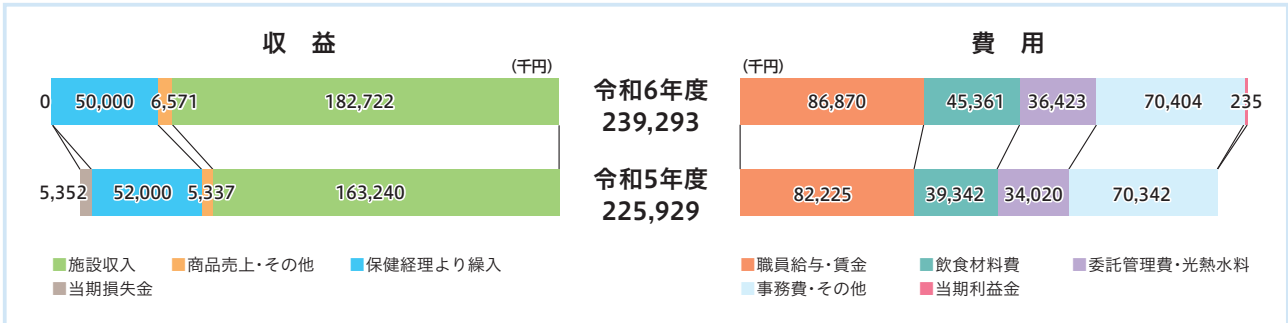 収益
費用
(千円)
(千円)
0 50,000 6,571 182,722
令和6年度
239,293
86,870 45,361 36,423 70,404 235
5,352 52,000 5,337 163,240
令和5年度
225,929
82,225 39,342 34,020 70,342
施設収入 商品売上・その他 保健経理より繰入
当期損失金
職員給与・賃金 飲食材料費 委託管理費・光熱水料
事務費・その他 当期利益金